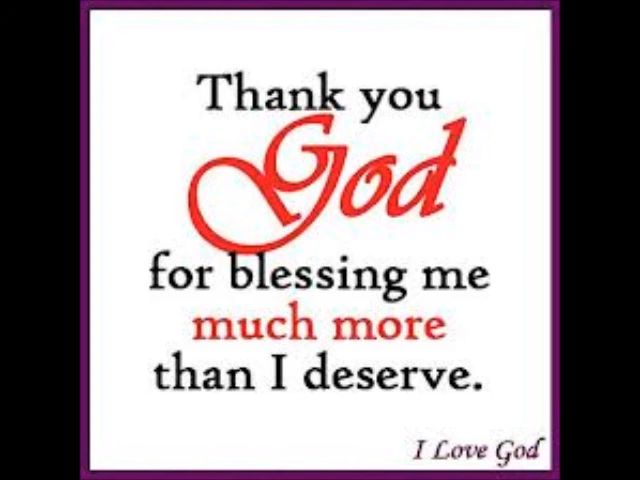 Thank you
God
for blessing me
much more
than I deserve.
I Love God